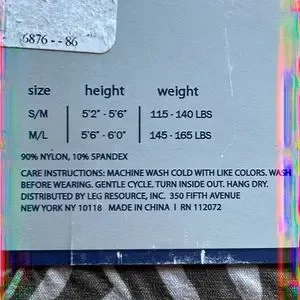 6876 - - 86
size height weight
S/M 5'2" - 5'6" 115 - 140 LBS
M/L 5'6" - 6'0" 145 - 165 LBS
90% NYLON, 10% SPANDEX
CARE INSTRUCTIONS: MACHINE WASH COLD WITH LIKE COLORS. WASH
BEFORE WEARING. GENTLE CYCLE. TURN INSIDE OUT. HANG DRY.
DISTRIBUTED BY LEG RESOURCE, INC. 350 FIFTH AVENUE
NEW YORK NY 10118 MADE IN CHINA | RN 112072